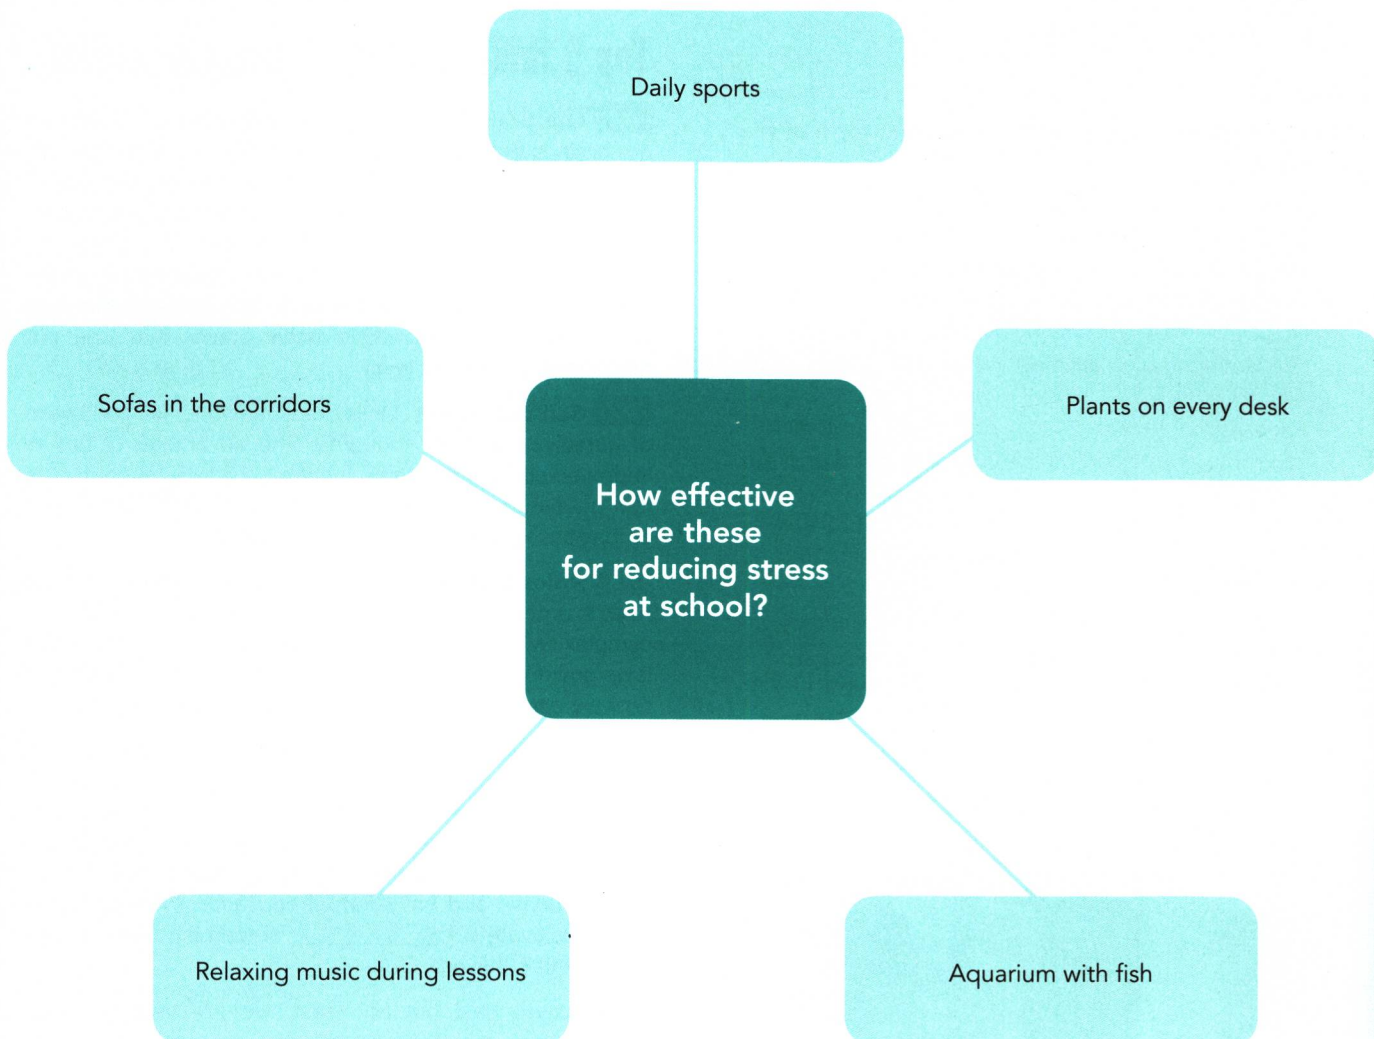 Daily sports
Sofas in the corridors
Plants on every desk
How effective
are these
for reducing stress
at school?
Relaxing music during lessons
Aquarium with fish